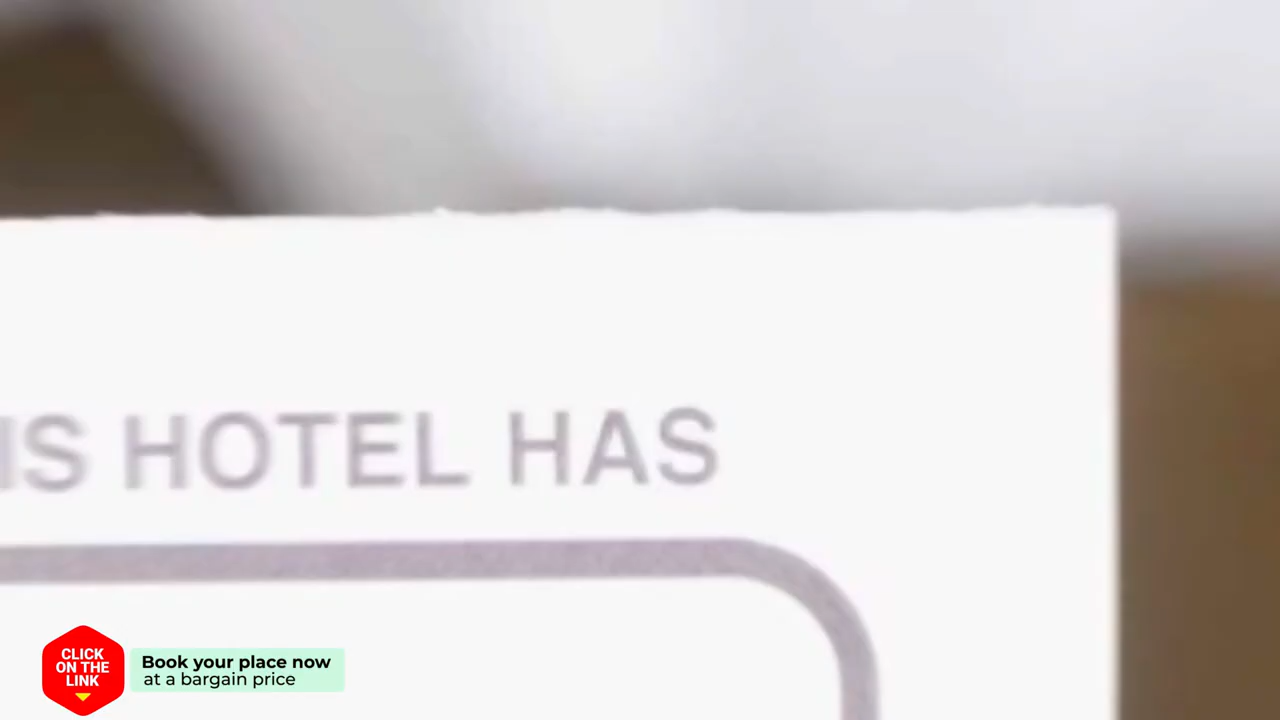 IS HOTEL HAS
CLICK
ON THE
LINK
Book your place now
at a bargain price